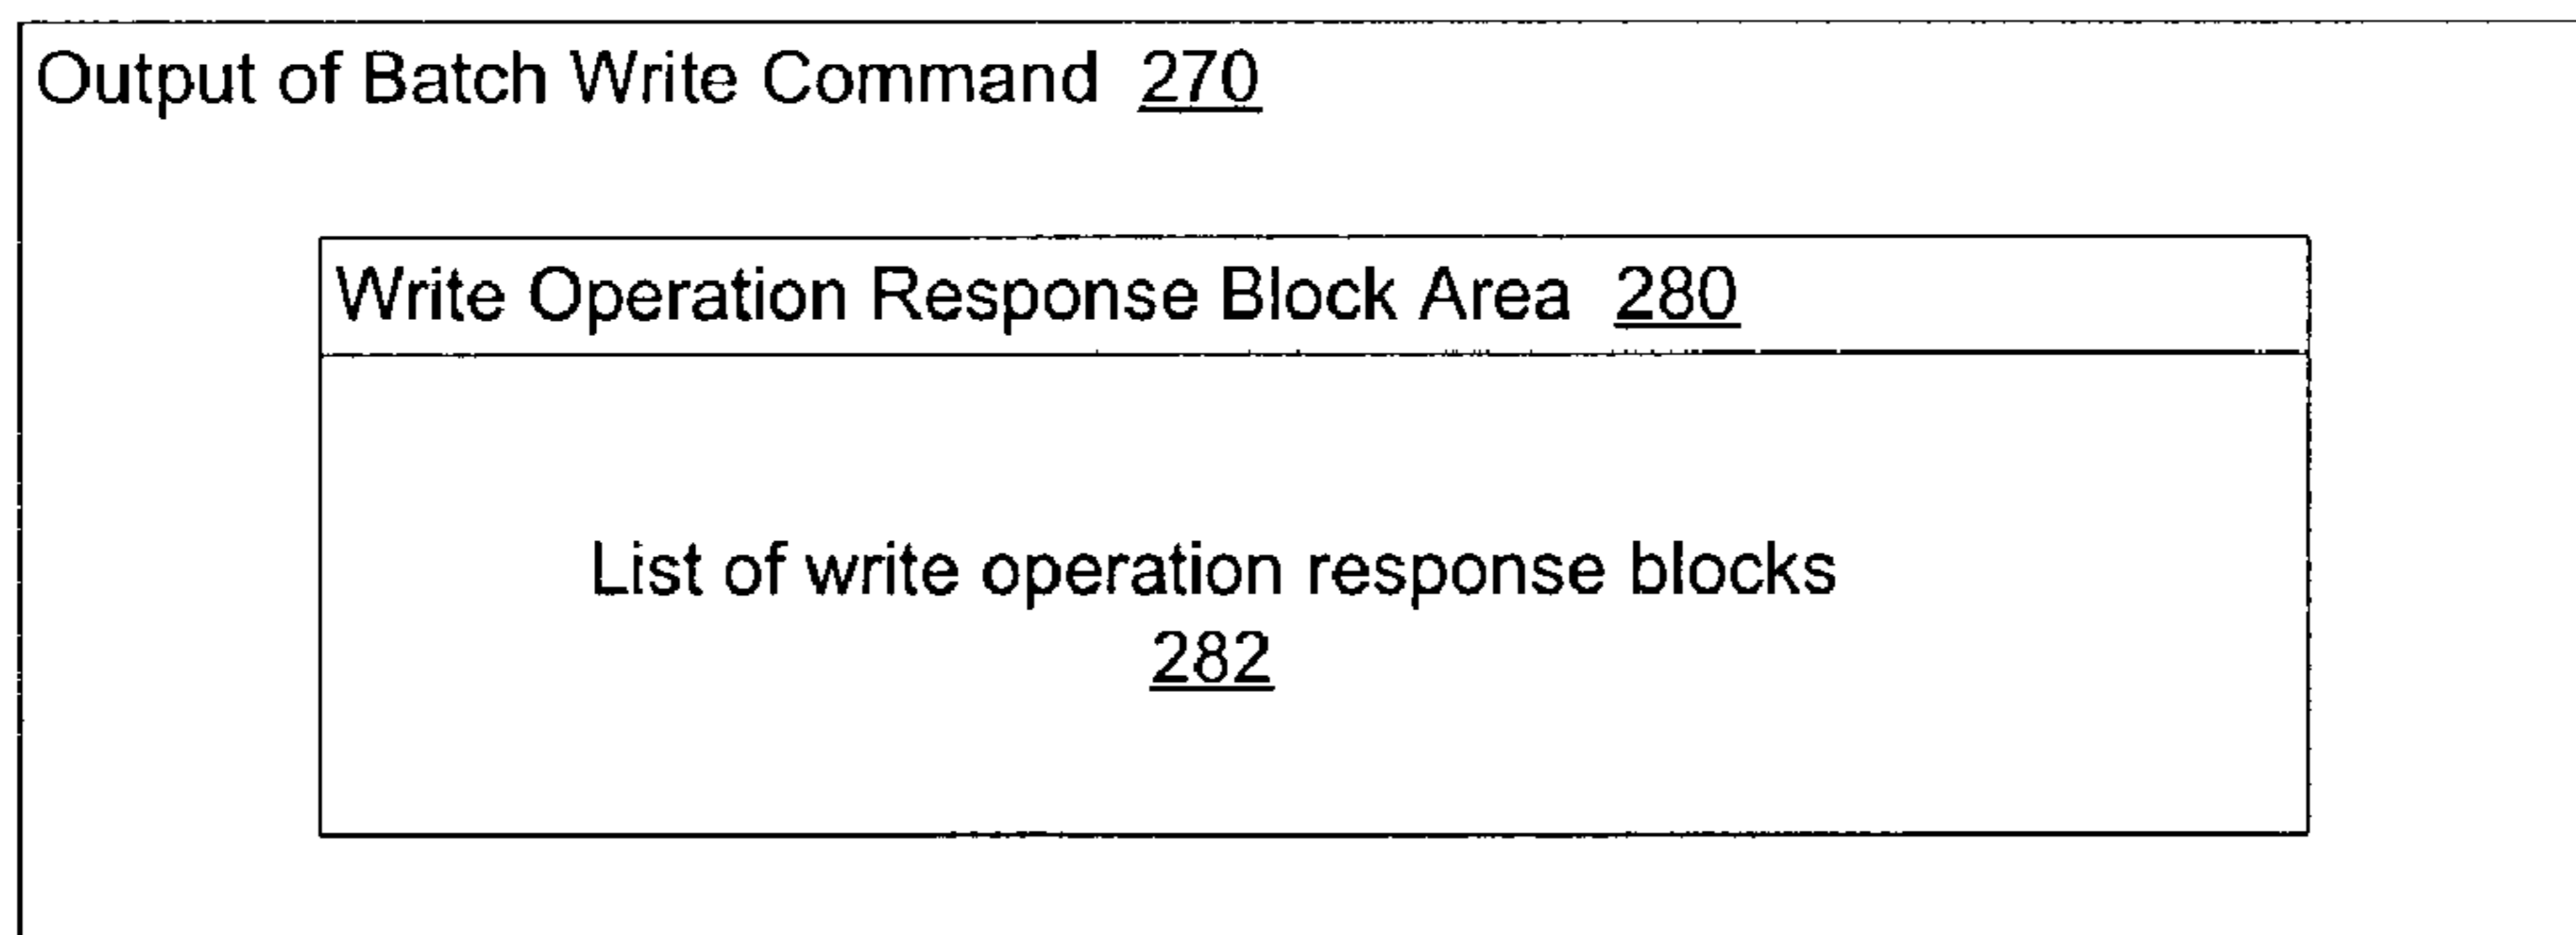 Output of Batch Write Command 270
Write Operation Response Block Area 280
List of write operation response blocks
282